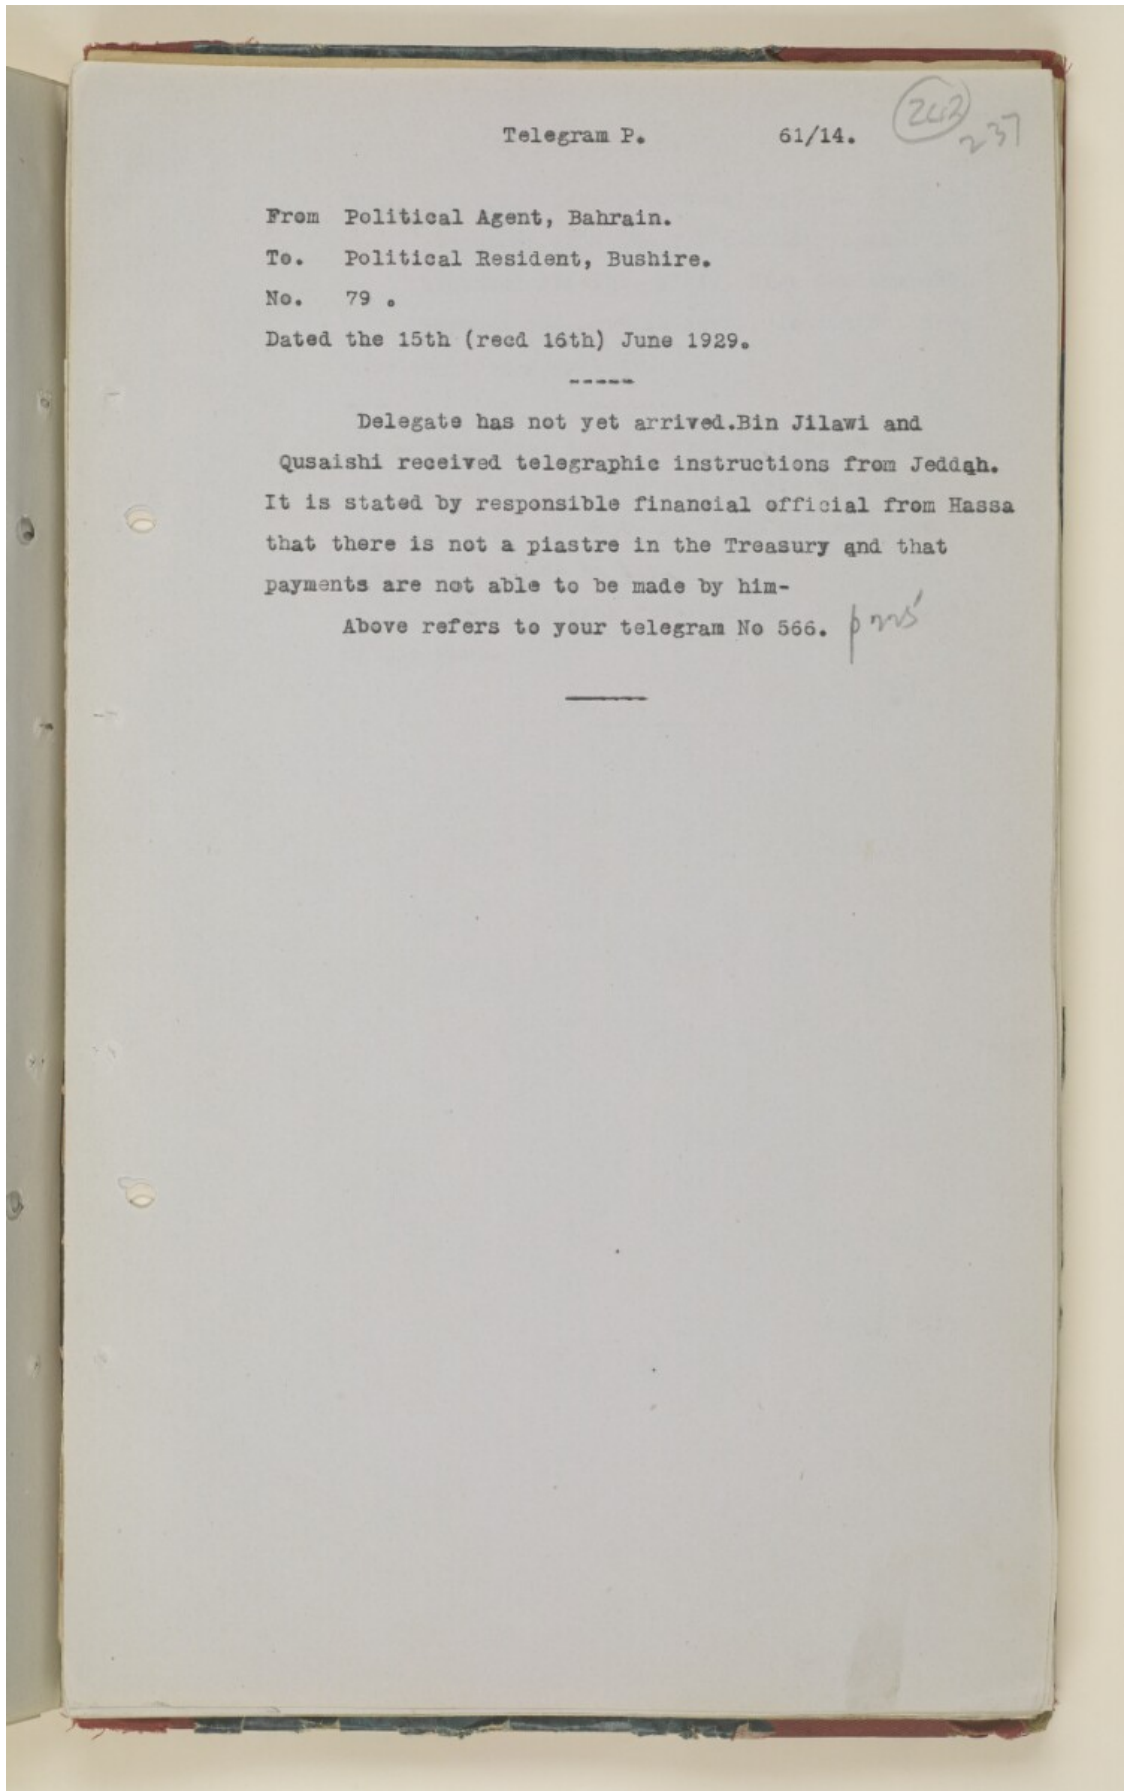 242
237
Telegram P. 61/14.
From Political Agent, Bahrain.
To. Political Resident, Bushire.
No. 79 .
Dated the 15th (recd 16th) June 1929.
-----
Delegate has not yet arrived.Bin Jilawi and
Qusaishi received telegraphic instructions from Jeddah.
It is stated by responsible financial official from Hassa
that there is not a piastre in the Treasury and that
payments are not able to be made by him-
Above refers to your telegram No 566. p 225